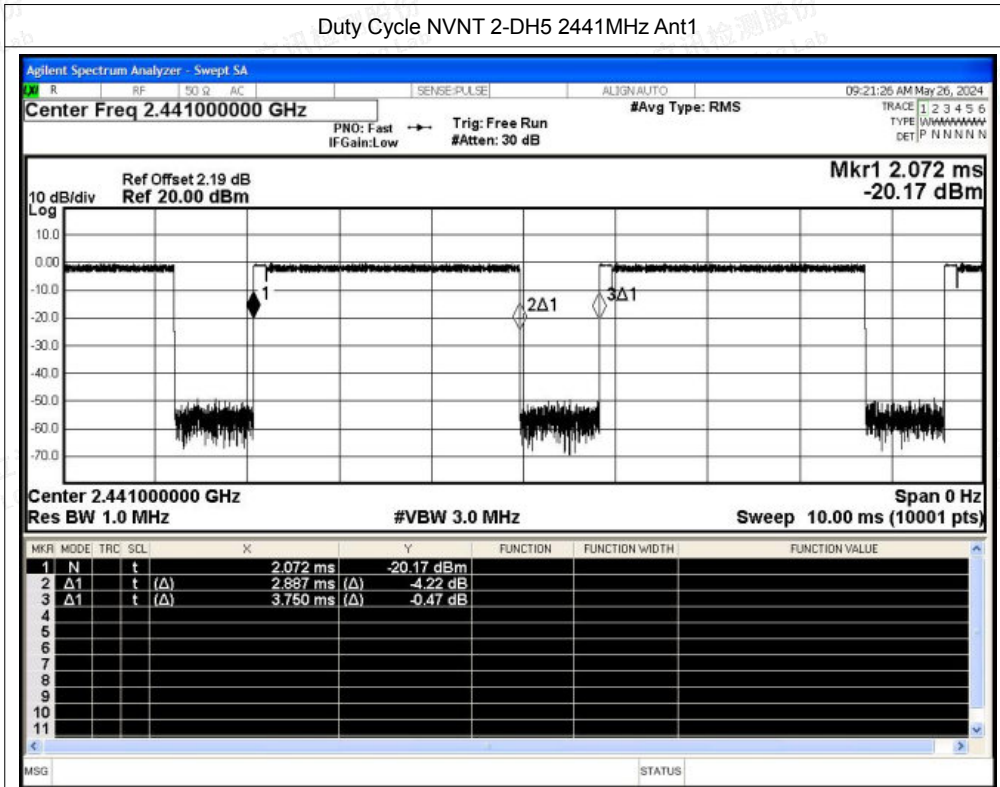 Duty Cycle NVNT 2-DH5 2441MHz Ant1
Agilent Spectrum Analyzer - Swept SA
LXI R RF 50 Ω AC SENSE:PULSE ALIGN AUTO 09:21:26 AM May 26, 2024
Center Freq 2.441000000 GHz #Avg Type: RMS TRACE 1 2 3 4 5 6
PNO: Fast Trig: Free Run TYPE W
IFGain:Low #Atten: 30 dB DET P N N N N N
Mkr1 2.072 ms
-20.17 dBm
Ref Offset 2.19 dB
10 dB/div Ref 20.00 dBm
Log
10.0
0.00
-10.0
-20.0
-30.0
-40.0
-50.0
-60.0
-70.0
1
2Δ1
3Δ1
Center 2.441000000 GHz Span 0 Hz
Res BW 1.0 MHz #VBW 3.0 MHz Sweep 10.00 ms (10001 pts)
MKR MODE TRC SCL X Y FUNCTION FUNCTION WIDTH FUNCTION VALUE
1 N t 2.072 ms -20.17 dBm
2 Δ1 t (Δ) 2.887 ms (Δ) -4.22 dB
3 Δ1 t (Δ) 3.750 ms (Δ) -0.47 dB
4
5
6
7
8
9
10
11
MSG STATUS